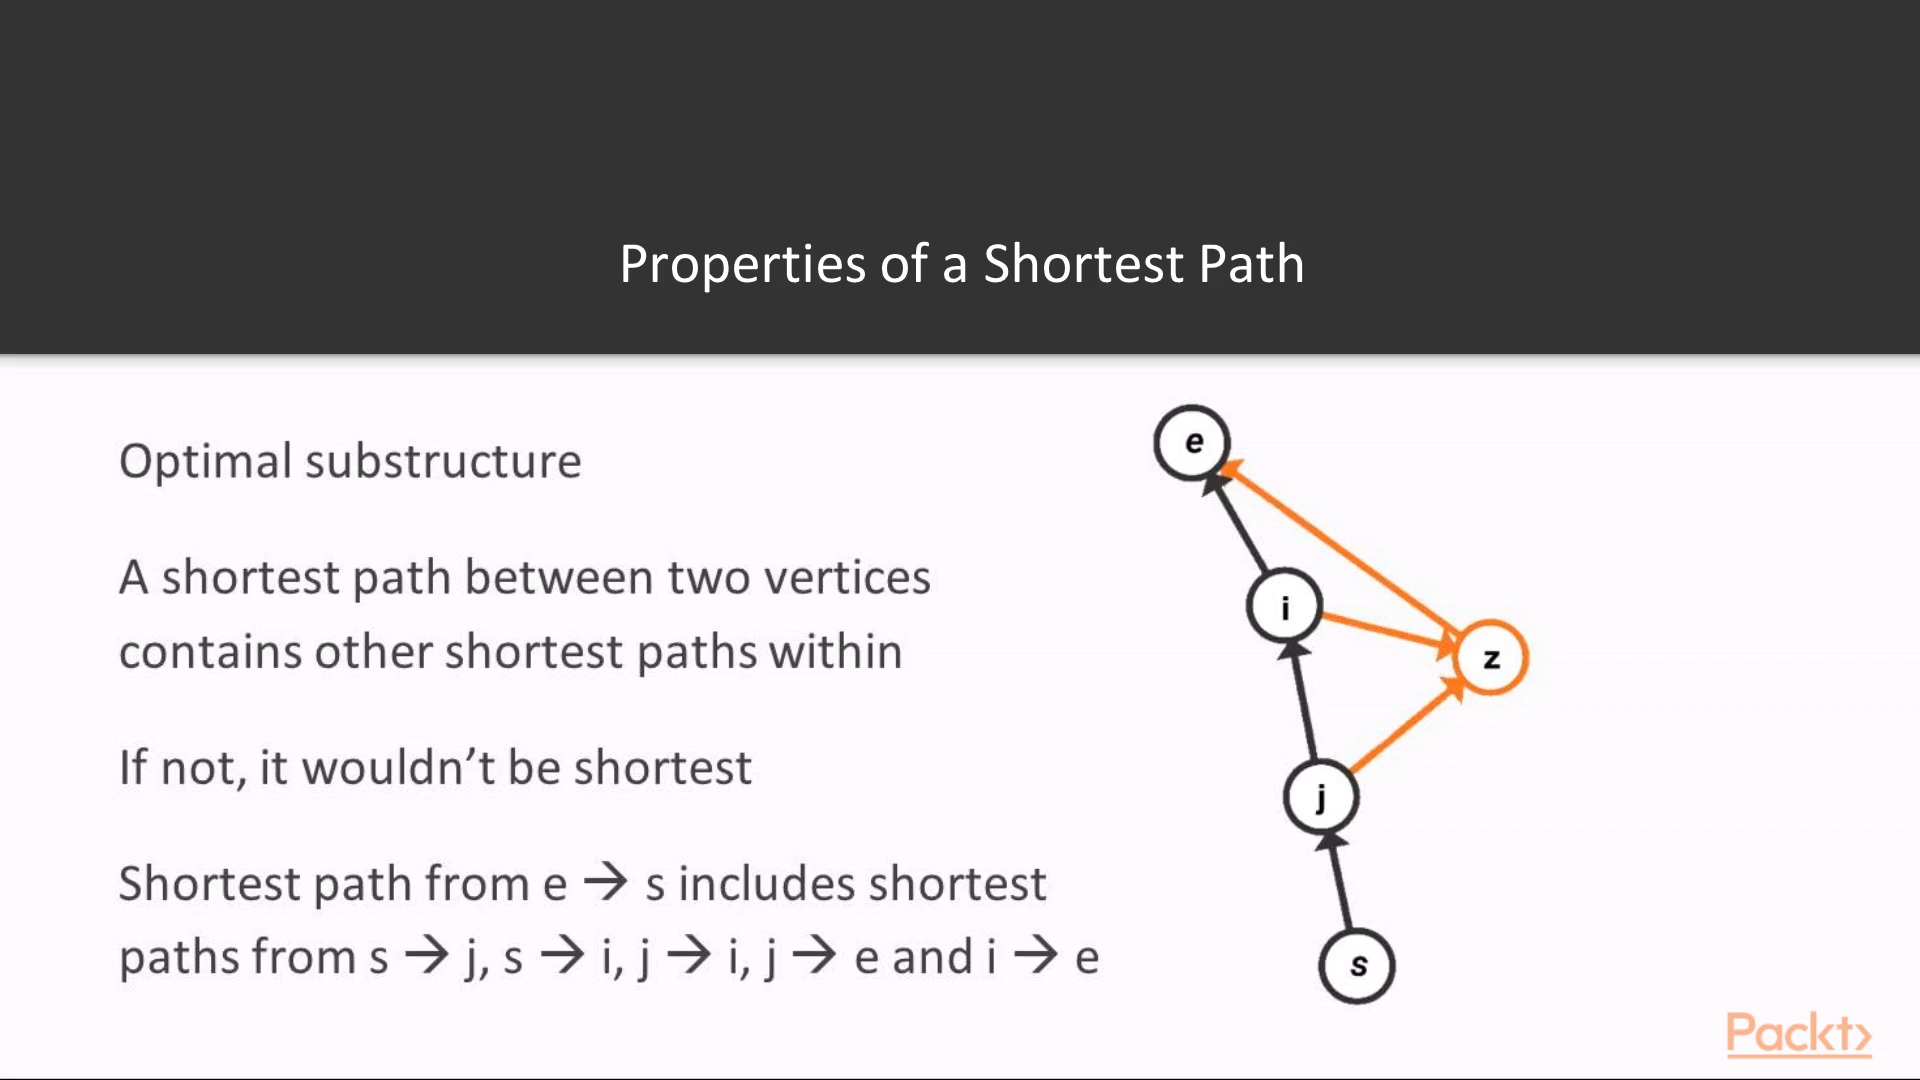 Properties of a Shortest Path
Optimal substructure
A shortest path between two vertices
contains other shortest paths within
If not, it wouldn’t be shortest
Shortest path from e → s includes shortest
paths from s → j, s → i, j → i, j → e and i → e
e
i
z
j
s
Packt>